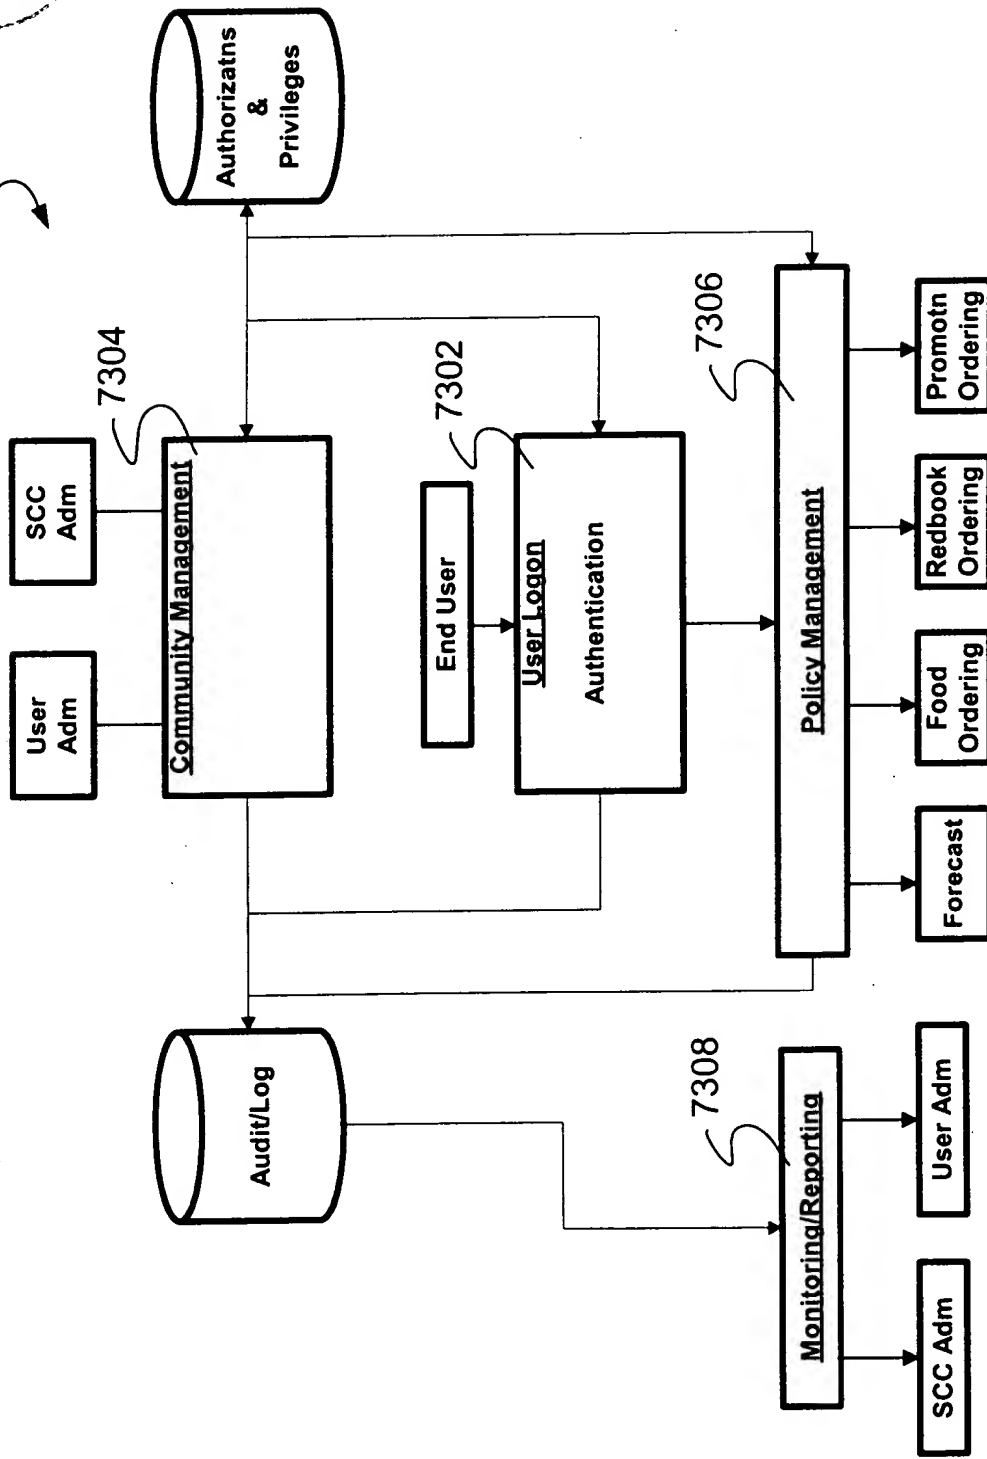 User
Adm
SCC
Adm
7304
Community Management
Audit/Log
Authorizatns
&
Privileges
End User
7302
User Logon
Authentication
7308
Monitoring/Reporting
7306
Policy Management
SCC Adm
User Adm
Forecast
Food
Ordering
Redbook
Ordering
Promotn
Ordering